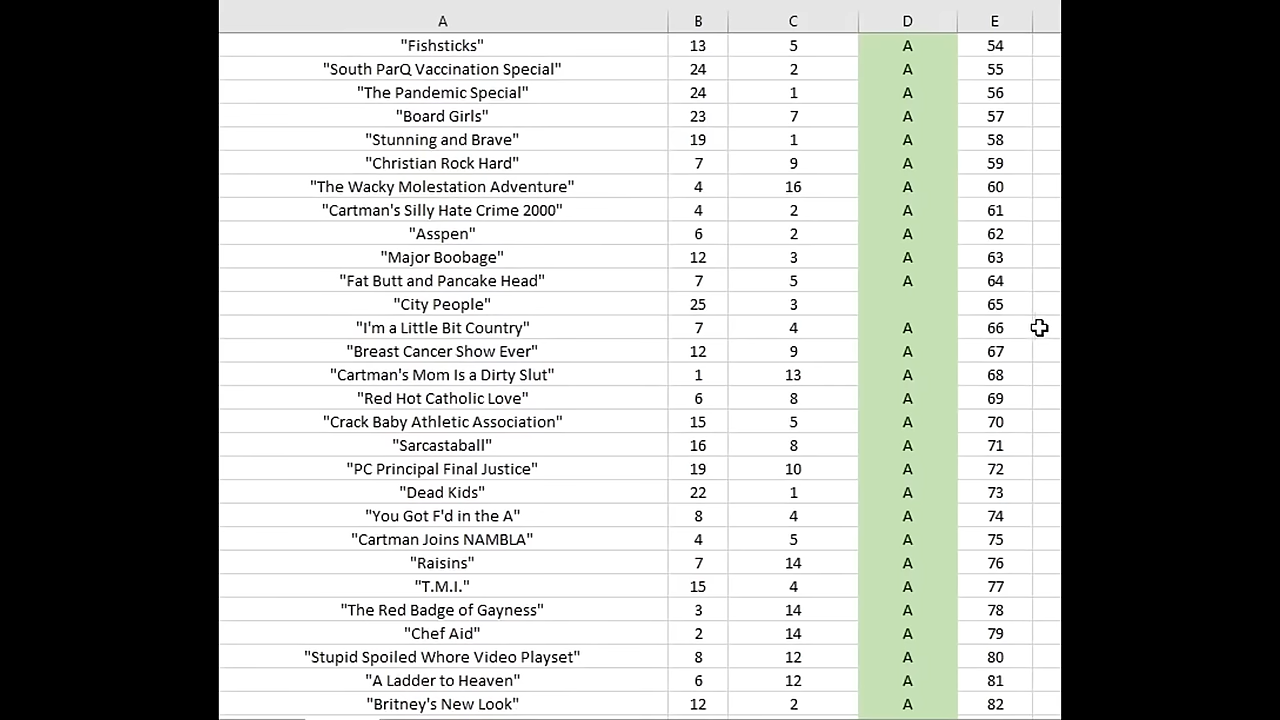 A B C D E
"Fishsticks" 13 5 A 54
"South ParQ Vaccination Special" 24 2 A 55
"The Pandemic Special" 24 1 A 56
"Board Girls" 23 7 A 57
"Stunning and Brave" 19 1 A 58
"Christian Rock Hard" 7 9 A 59
"The Wacky Molestation Adventure" 4 16 A 60
"Cartman's Silly Hate Crime 2000" 4 2 A 61
"Asspen" 6 2 A 62
"Major Boobage" 12 3 A 63
"Fat Butt and Pancake Head" 7 5 A 64
"City People" 25 3 65
"I'm a Little Bit Country" 7 4 A 66
"Breast Cancer Show Ever" 12 9 A 67
"Cartman's Mom Is a Dirty Slut" 1 13 A 68
"Red Hot Catholic Love" 6 8 A 69
"Crack Baby Athletic Association" 15 5 A 70
"Sarcastaball" 16 8 A 71
"PC Principal Final Justice" 19 10 A 72
"Dead Kids" 22 1 A 73
"You Got F'd in the A" 8 4 A 74
"Cartman Joins NAMBLA" 4 5 A 75
"Raisins" 7 14 A 76
"T.M.I." 15 4 A 77
"The Red Badge of Gayness" 3 14 A 78
"Chef Aid" 2 14 A 79
"Stupid Spoiled Whore Video Playset" 8 12 A 80
"A Ladder to Heaven" 6 12 A 81
"Britney's New Look" 12 2 A 82